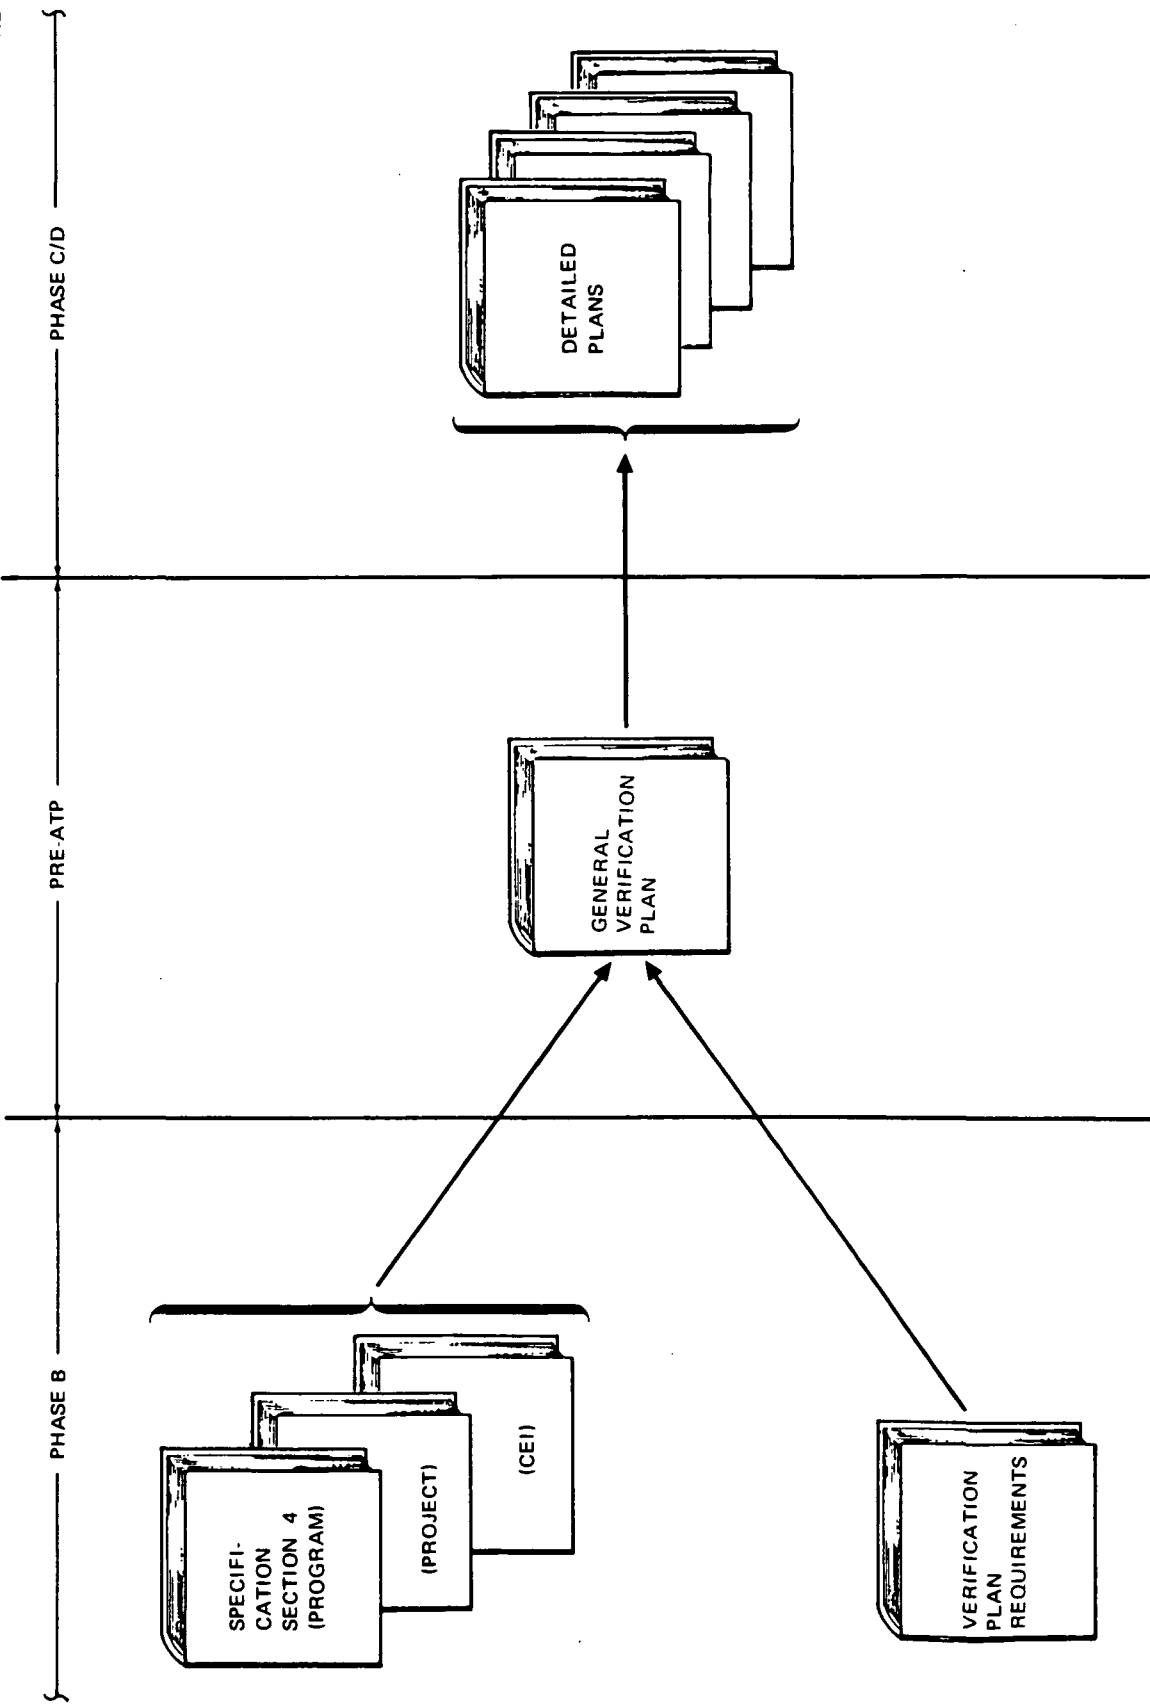 PHASE B
PRE-ATP
PHASE C/D
SPECIFI-
CATION
SECTION 4
(PROGRAM)
(PROJECT)
(CEI)
VERIFICATION
PLAN
REQUIREMENTS
GENERAL
VERIFICATION
PLAN
DETAILED
PLANS